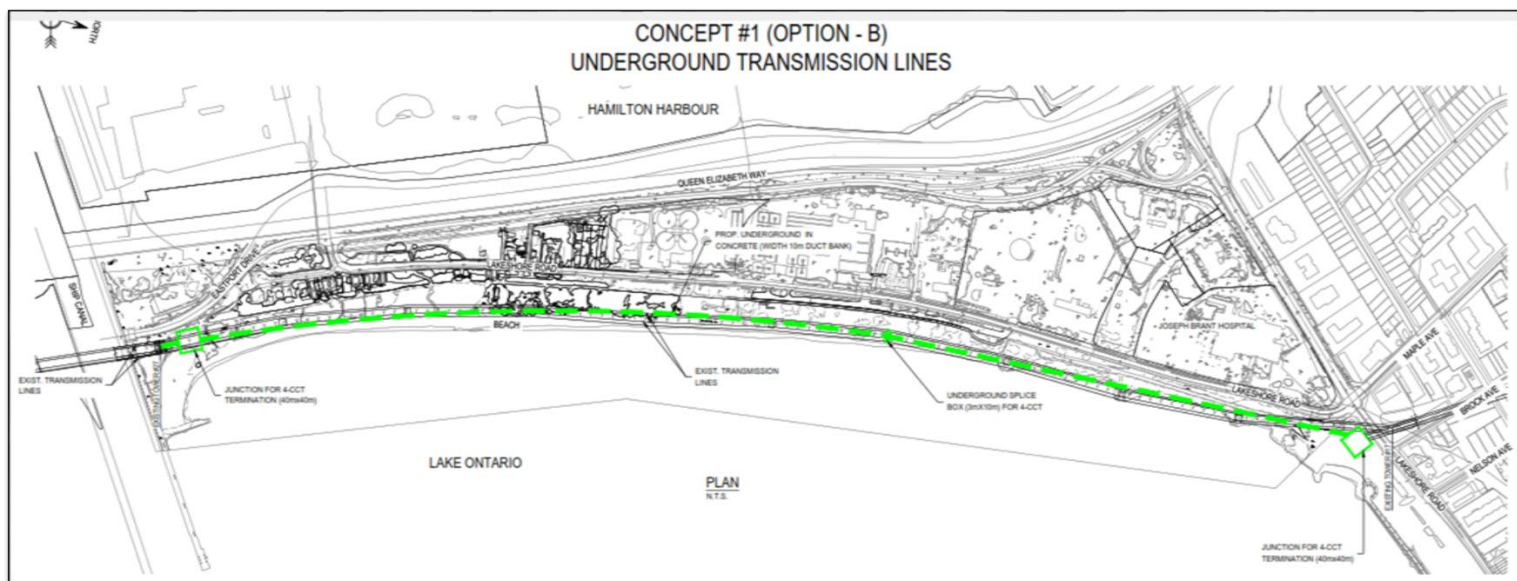 NORTH
CONCEPT #1 (OPTION - B)
UNDERGROUND TRANSMISSION LINES
HAMILTON HARBOUR
QUEEN ELIZABETH WAY
PROP. UNDERGROUND IN
CONCRETE (WIDTH 10m DUCT BANK)
EASTPORT DRIVE
SHIP CANAL
BEACH
JOSEPH BRANT HOSPITAL
MAPLE AVE
EXIST. TRANSMISSION
LINES
JUNCTION FOR 4-CCT
TERMINATION (40mx40m)
EXIST. TRANSMISSION
LINES
UNDERGROUND SPLICE
BOX (3mX10m) FOR 4-CCT
LAKESHORE ROAD
BROCK AVE
NELSON AVE
LAKESHORE ROAD
LAKE ONTARIO
PLAN
N.T.S.
JUNCTION FOR 4-CCT
TERMINATION (40mx40m)